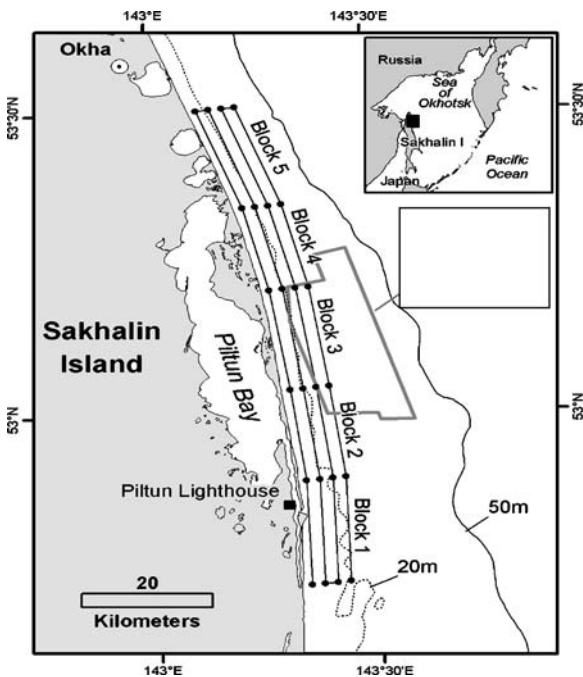 143°E
143°30'E
Okha
53°30'N
53°30'N
Russia
Sea
of
Okhotsk
Sakhalin I
Pacific
Ocean
Japan
Block 5
Block 4
Block 3
Block 2
Block 1
Sakhalin
Island
Piltun Bay
53°N
53°N
Piltun Lighthouse
50m
20m
20
Kilometers
143°E
143°30'E